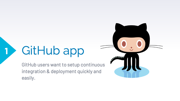 1
GitHub app
GitHub users want to setup continuous
integration & deployment quickly and
easily.